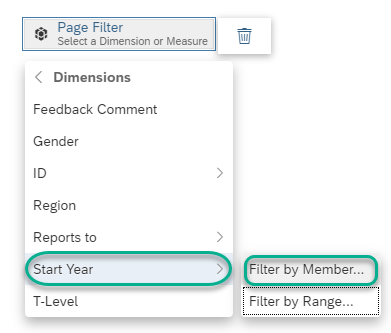 Page Filter
Select a Dimension or Measure
Dimensions
Feedback Comment
Gender
ID
Region
Reports to
Start Year
Filter by Member...
T-Level
Filter by Range...